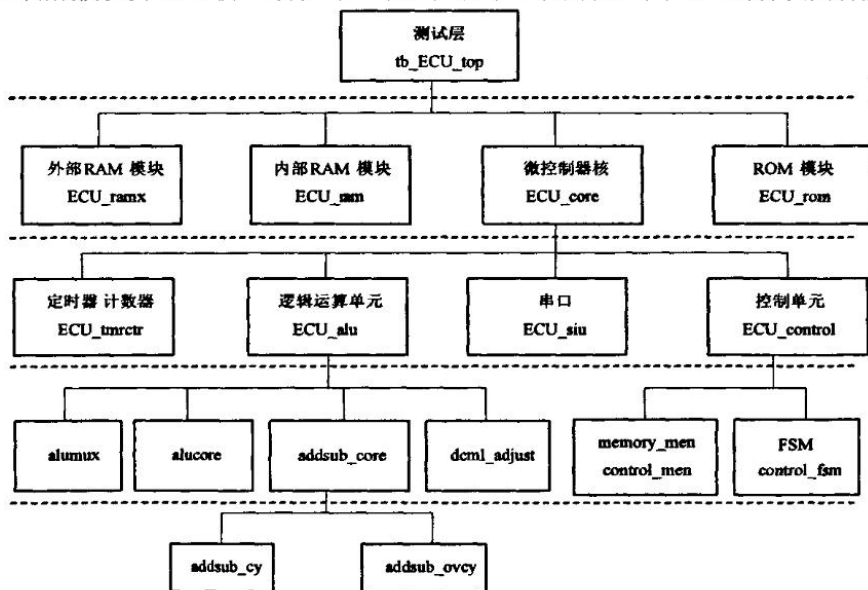 测试层
tb_ECU_top
外部RAM 模块
ECU_ramx
内部RAM 模块
ECU_ram
微控制器核
ECU_core
ROM 模块
ECU_rom
定时器 计数器
ECU_tmrctr
逻辑运算单元
ECU_alu
串口
ECU_siu
控制单元
ECU_control
alumux
alucore
addsub_core
dcml_adjust
memory_men
control_men
FSM
control_fsm
addsub_cy
addsub_ovcy